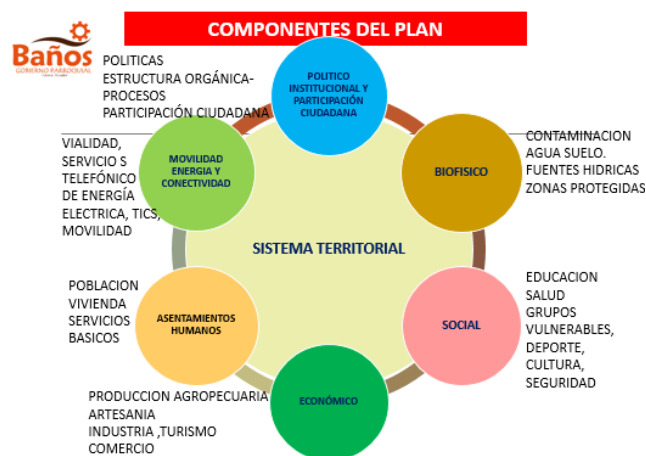 COMPONENTES DEL PLAN
Baños
GOBIERNO PARROQUIAL
POLITICAS
ESTRUCTURA ORGÁNICA-
PROCESOS
PARTICIPACIÓN CIUDADANA
POLITICO
INSTITUCIONAL Y
PARTICIPACIÓN
CIUDADANA
VIALIDAD,
SERVICIO S
TELEFÓNICO
DE ENERGÍA
ELECTRICA, TICS,
MOVILIDAD
MOVILIDAD
ENERGIA Y
CONECTIVIDAD
BIOFISICO
CONTAMINACION
AGUA SUELO.
FUENTES HIDRICAS
ZONAS PROTEGIDAS
SISTEMA TERRITORIAL
POBLACION
VIVIENDA
SERVICIOS
BASICOS
ASENTAMIENTOS
HUMANOS
SOCIAL
EDUCACION
SALUD
GRUPOS
VULNERABLES,
DEPORTE,
CULTURA,
SEGURIDAD
PRODUCCION AGROPECUARIA
ARTESANIA
INDUSTRIA ,TURISMO
COMERCIO
ECONÓMICO